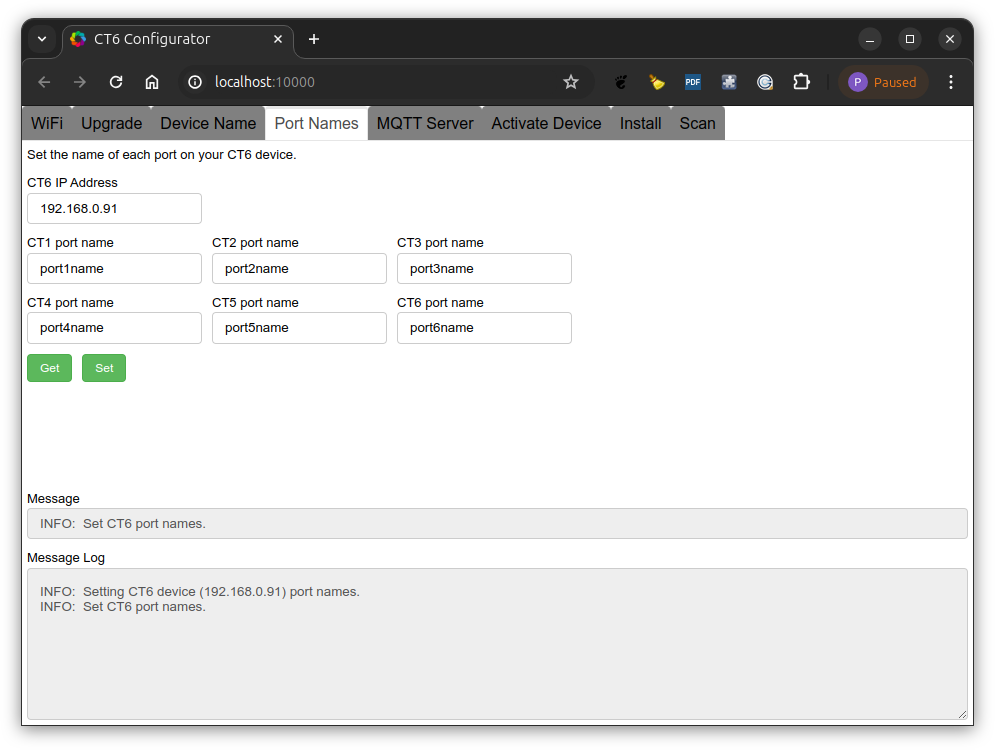 CT6 Configurator
localhost:10000
PDF
P Paused
WiFi Upgrade Device Name Port Names MQTT Server Activate Device Install Scan
Set the name of each port on your CT6 device.
CT6 IP Address
192.168.0.91
CT1 port name CT2 port name CT3 port name
port1name port2name port3name
CT4 port name CT5 port name CT6 port name
port4name port5name port6name
Get Set
Message
INFO: Set CT6 port names.
Message Log
INFO: Setting CT6 device (192.168.0.91) port names.
INFO: Set CT6 port names.